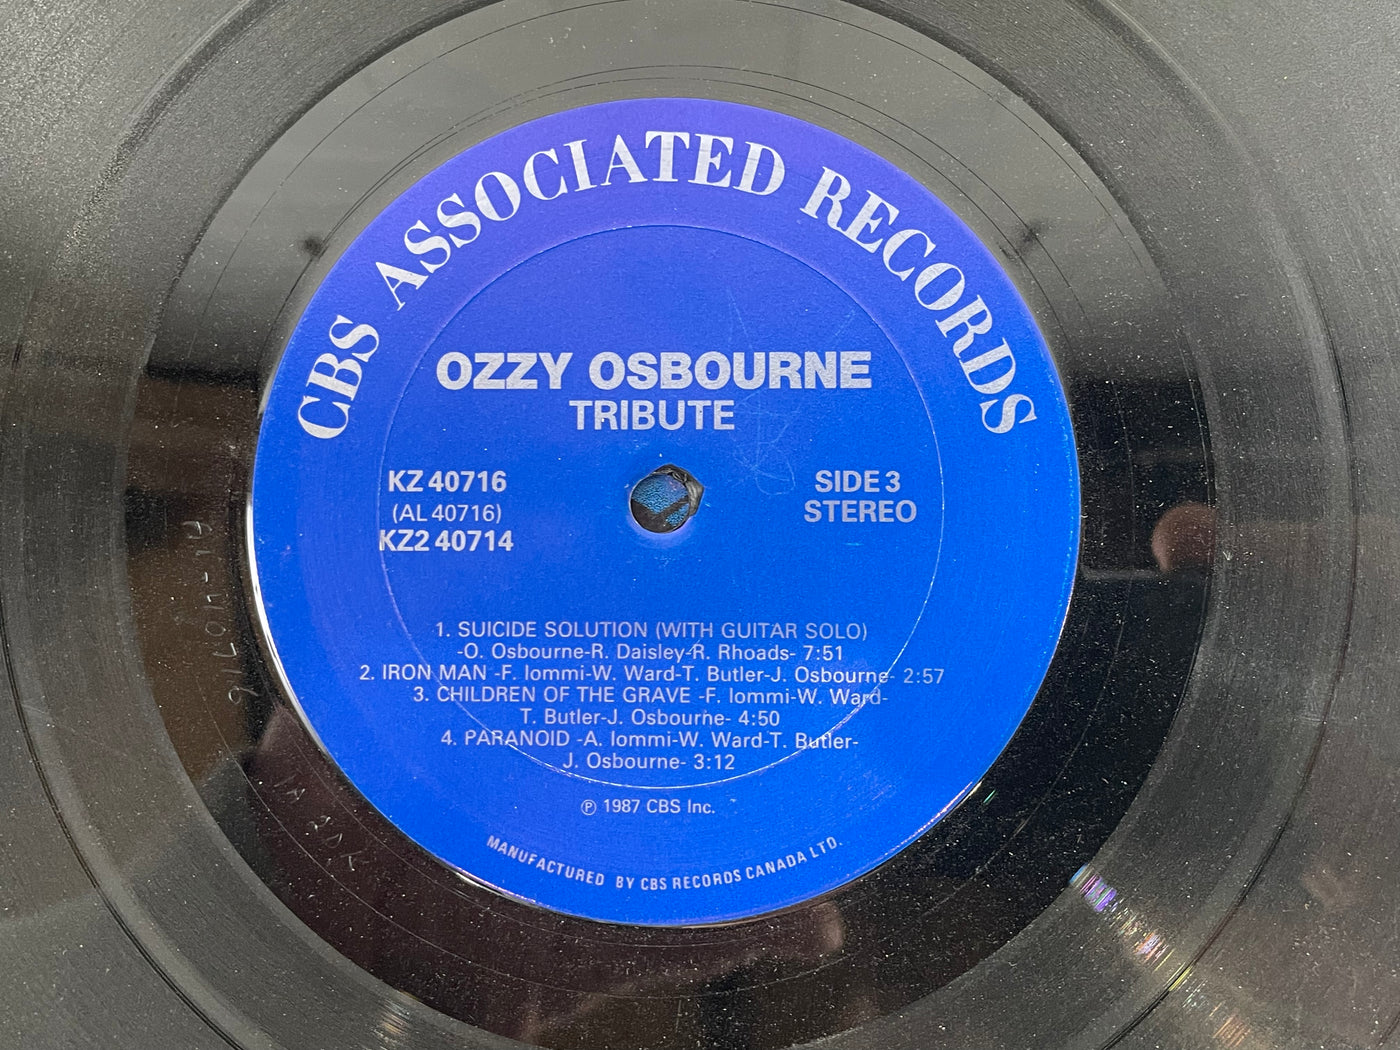 CBS ASSOCIATED RECORDS
OZZY OSBOURNE
TRIBUTE
KZ 40716
(AL 40716)
KZ2 40714
SIDE 3
STEREO
1. SUICIDE SOLUTION (WITH GUITAR SOLO)
-O. Osbourne-R. Daisley-R. Rhoads- 7:51
2. IRON MAN -F. Iommi-W. Ward-T. Butler-J. Osbourne- 2:57
3. CHILDREN OF THE GRAVE -F. Iommi-W. Ward-
T. Butler-J. Osbourne- 4:50
4. PARANOID -A. Iommi-W. Ward-T. Butler-
J. Osbourne- 3:12
℗ 1987 CBS Inc.
MANUFACTURED BY CBS RECORDS CANADA LTD.